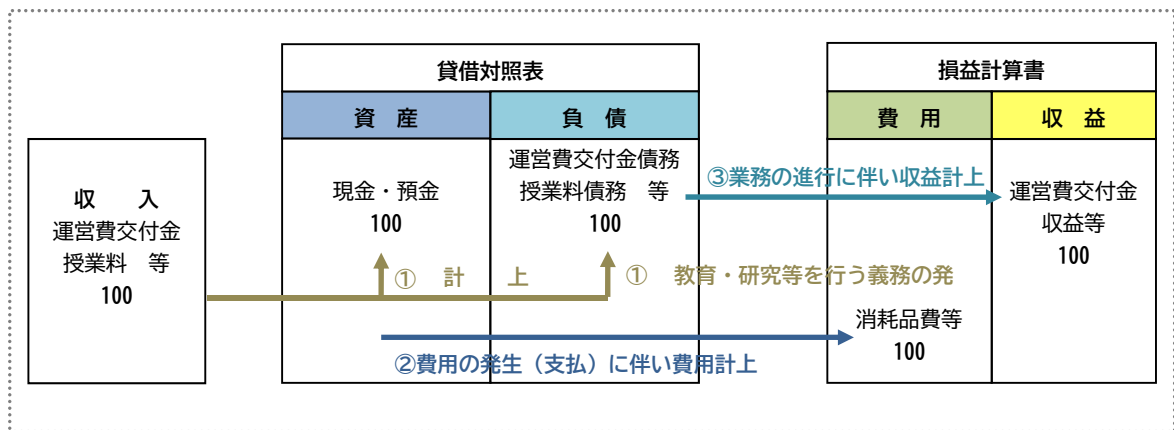 貸借対照表
損益計算書
資　産
負　債
費　用
収　益
収　　入
運営費交付金
授業料　等
100
現金・預金
100
運営費交付金債務
授業料債務　等
100
③業務の進行に伴い収益計上
運営費交付金
収益等
100
①　計　　上
①　教育・研究等を行う義務の発
消耗品費等
100
②費用の発生（支払）に伴い費用計上